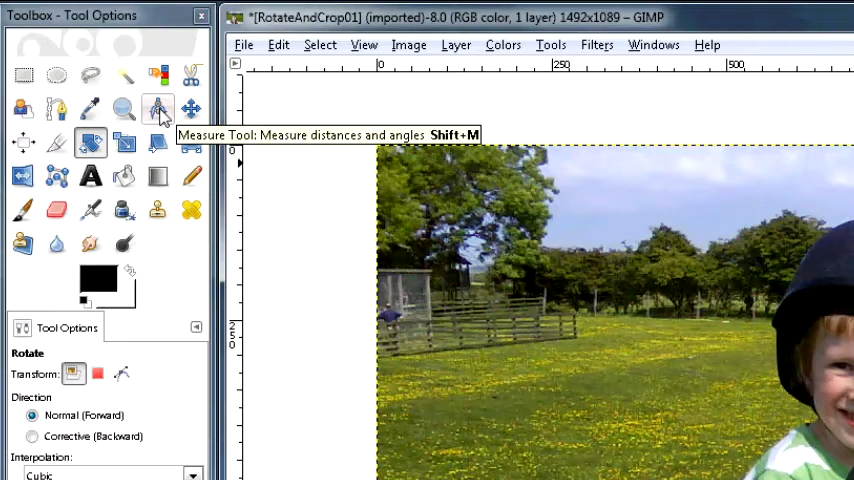 Toolbox - Tool Options
*[RotateAndCrop01] (imported)-8.0 (RGB color, 1 layer) 1492x1089 – GIMP
File Edit Select View Image Layer Colors Tools Filters Windows Help
0 250 500
Measure Tool: Measure distances and angles Shift+M
0
250
Tool Options
Rotate
Transform:
Direction
Normal (Forward)
Corrective (Backward)
Interpolation:
Cubic